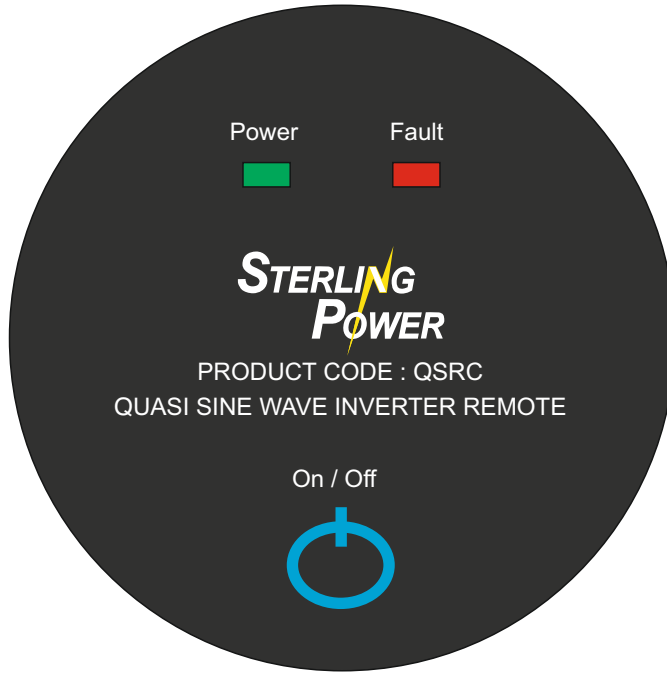 Power Fault
STERLING
POWER
PRODUCT CODE : QSRC
QUASI SINE WAVE INVERTER REMOTE
On / Off